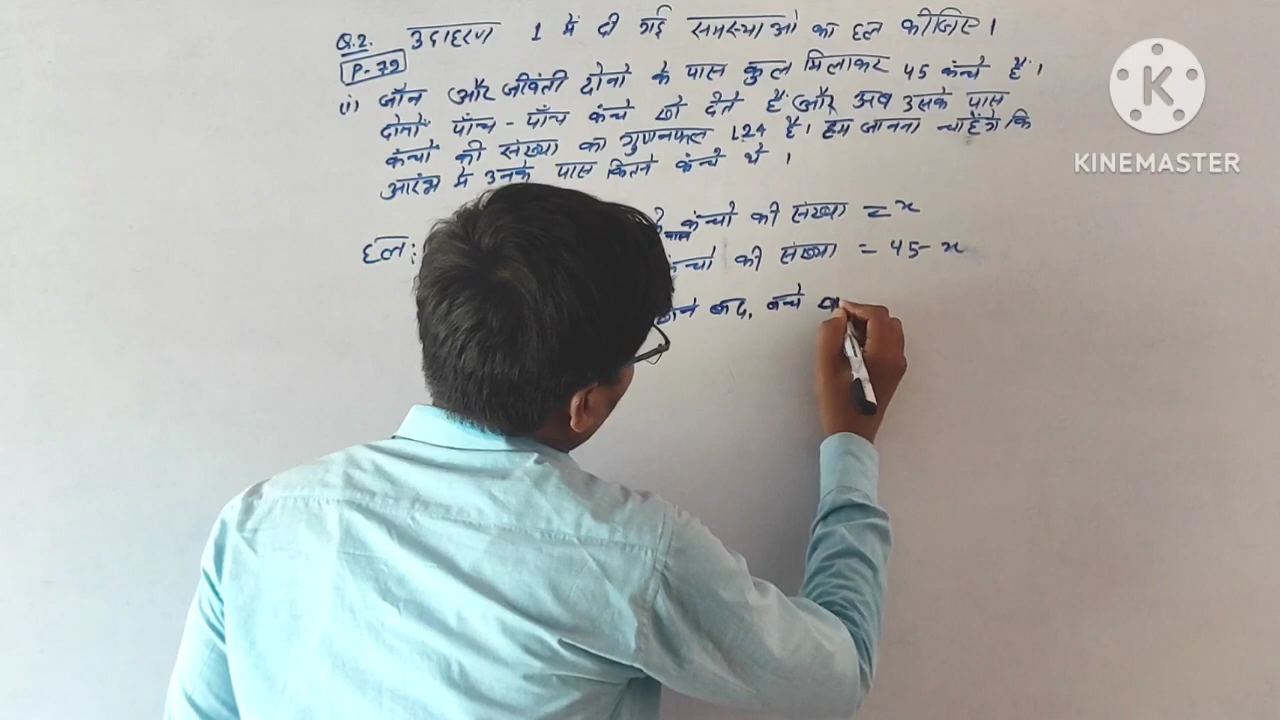 Q.2. उदाहरण 1 में दी गई समस्याओ का हल कीजिए।
P-79
(i) जॉन और जीवंती दोनो के पास कुल मिलाकर 45 कंन्चे हैं।
दोनों पाँच-पाँच कंन्चे खो देते हैं और अब उसके पास
कंन्चो की संख्या का गुणनफल 124 है। हम जानना चाहेंगे कि
आरंभ मे उनके पास कितने कंन्चे थे।
हल: के पास कंन्चो की संख्या = x
कंन्चो की संख्या = 45-x
खोने बाद, बन्चे
KINEMASTER